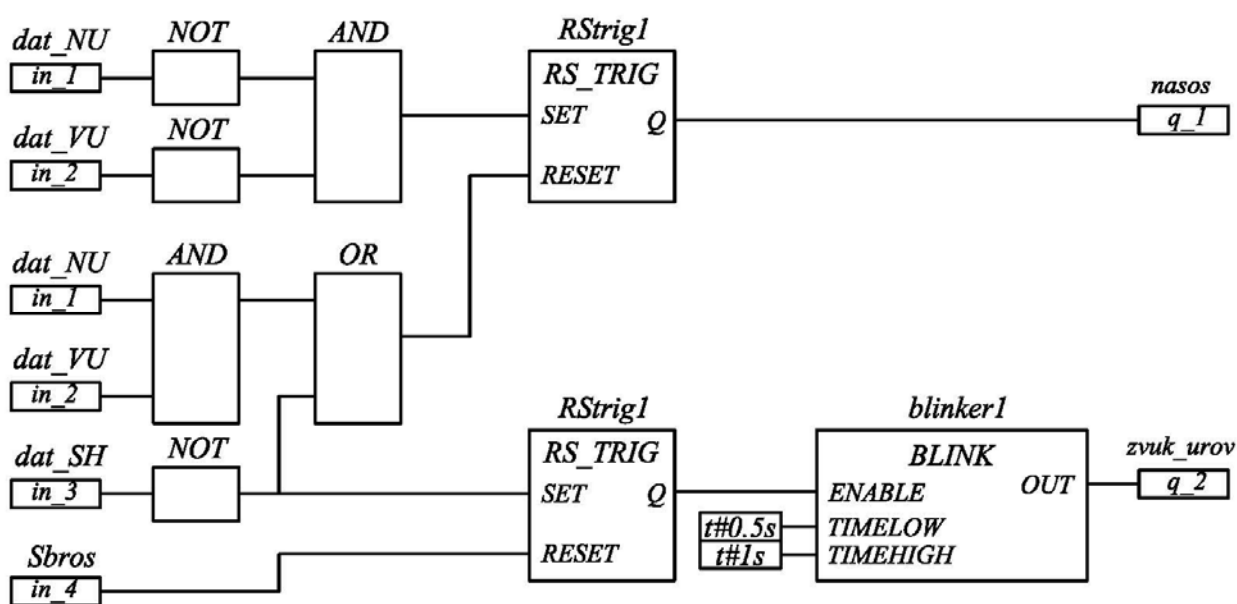 NOT AND RStrig1
dat_NU
in_1
RS_TRIG
nasos
SET Q q_1
dat_VU NOT
in_2
RESET
dat_NU AND OR
in_1
dat_VU
in_2
RStrig1 blinker1
dat_SH NOT RS_TRIG BLINK zvuk_urov
in_3 SET Q ENABLE OUT q_2
t#0.5s TIMELOW
Sbros RESET t#1s TIMEHIGH
in_4